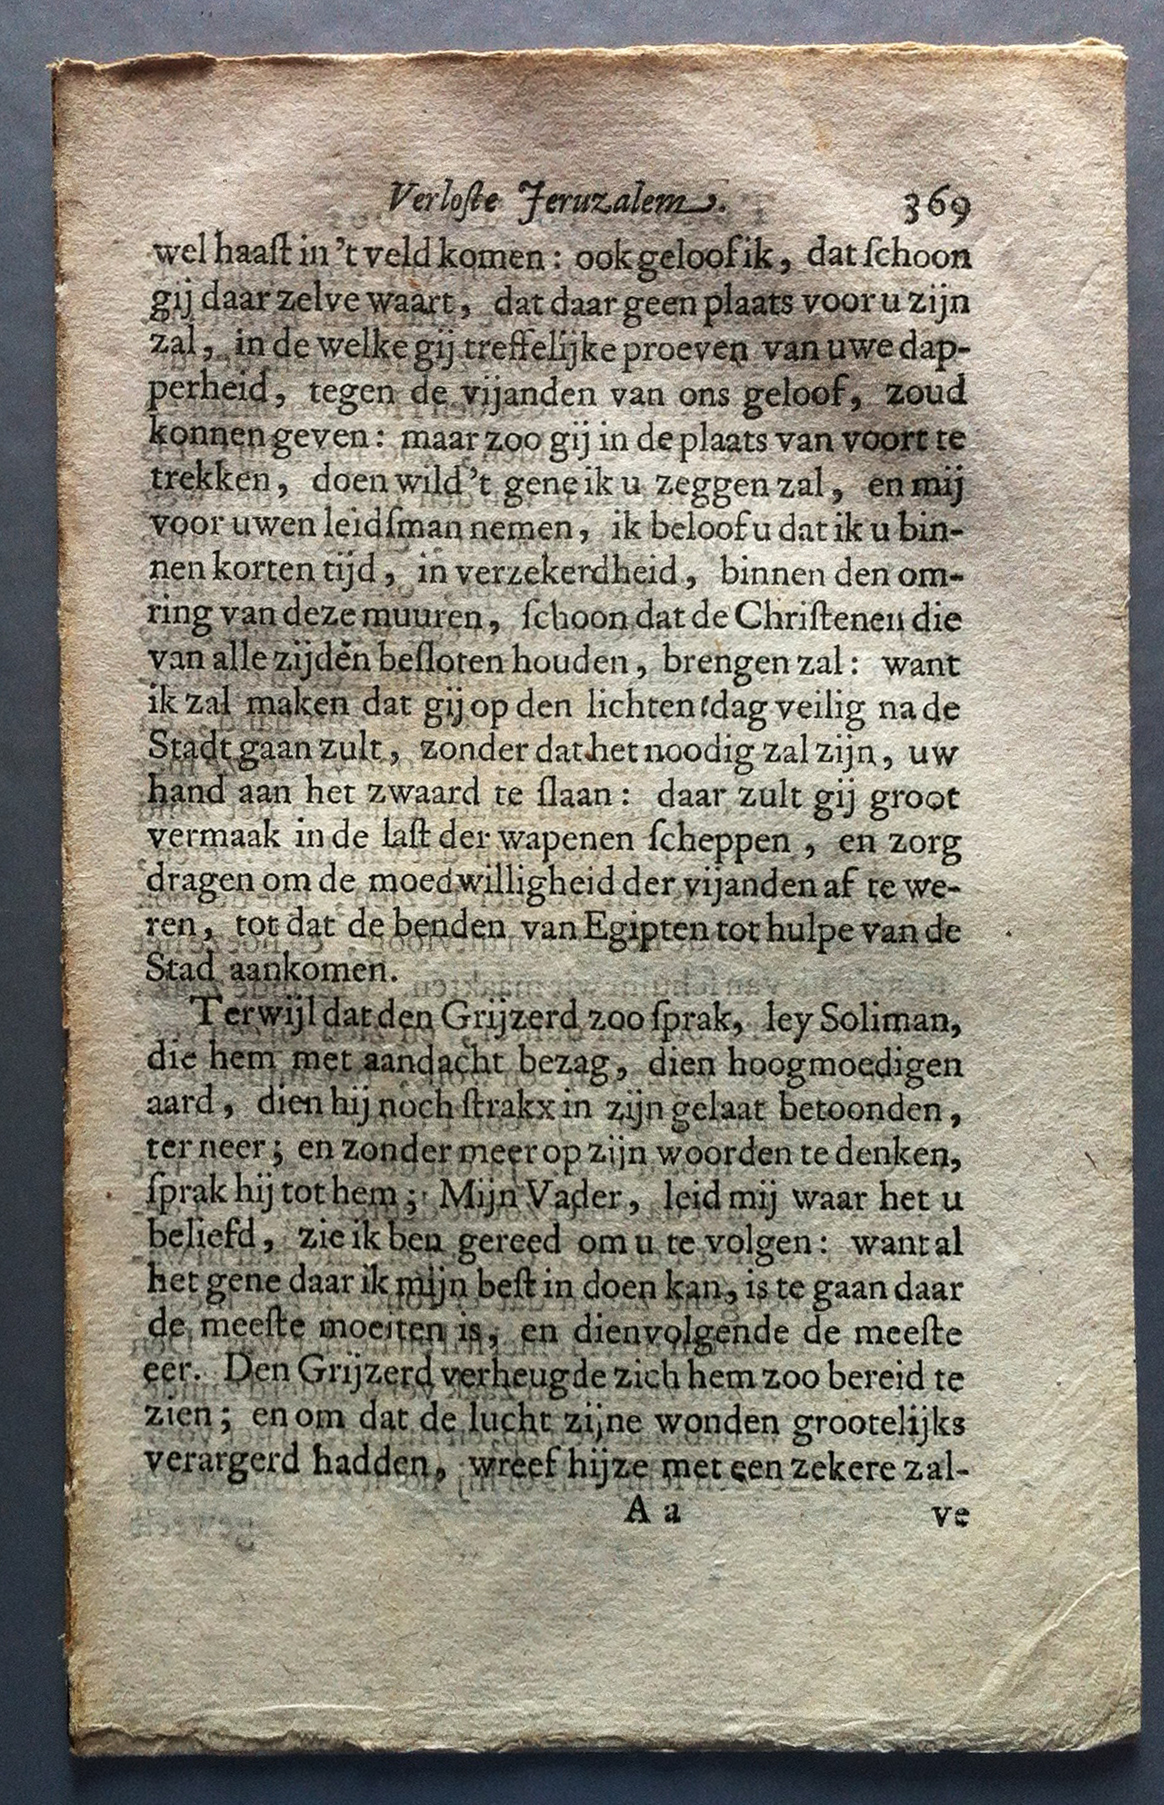 Verloſte Jeruzalem. 369
wel haaſt in 't veld komen: ook geloof ik, dat ſchoon
gij daar zelve waart, dat daar geen plaats voor u zijn
zal, in de welke gij treffelijke proeven van uwe dap-
perheid, tegen de vijanden van ons geloof, zoud
konnen geven: maar zoo gij in de plaats van voort te
trekken, doen wild 't gene ik u zeggen zal, en mij
voor uwen leidſman nemen, ik beloof u dat ik u bin-
nen korten tijd, in verzekerdheid, binnen den om-
ring van deze muuren, ſchoon dat de Chriſtenen die
van alle zijden beſloten houden, brengen zal: want
ik zal maken dat gij op den lichten dag veilig na de
Stadt gaan zult, zonder dat het noodig zal zijn, uw
hand aan het zwaard te ſlaan: daar zult gij groot
vermaak in de laſt der wapenen ſcheppen, en zorg
dragen om de moedwilligheid der vijanden af te we-
ren, tot dat de benden van Egipten tot hulpe van de
Stad aankomen.
Terwijl dat den Grijzerd zoo ſprak, ley Soliman,
die hem met aandacht bezag, dien hoogmoedigen
aard, dien hij noch ſtrakx in zijn gelaat betoonden,
ter neer; en zonder meer op zijn woorden te denken,
ſprak hij tot hem; Mijn Vader, leid mij waar het u
beliefd, zie ik ben gereed om u te volgen: want al
het gene daar ik mijn beſt in doen kan, is te gaan daar
de meeſte moeiten is, en dienvolgende de meeſte
eer. Den Grijzerd verheugde zich hem zoo bereid te
zien; en om dat de lucht zijne wonden grootelijks
verargerd hadden, wreef hij ze met een zekere zal-
A a ve